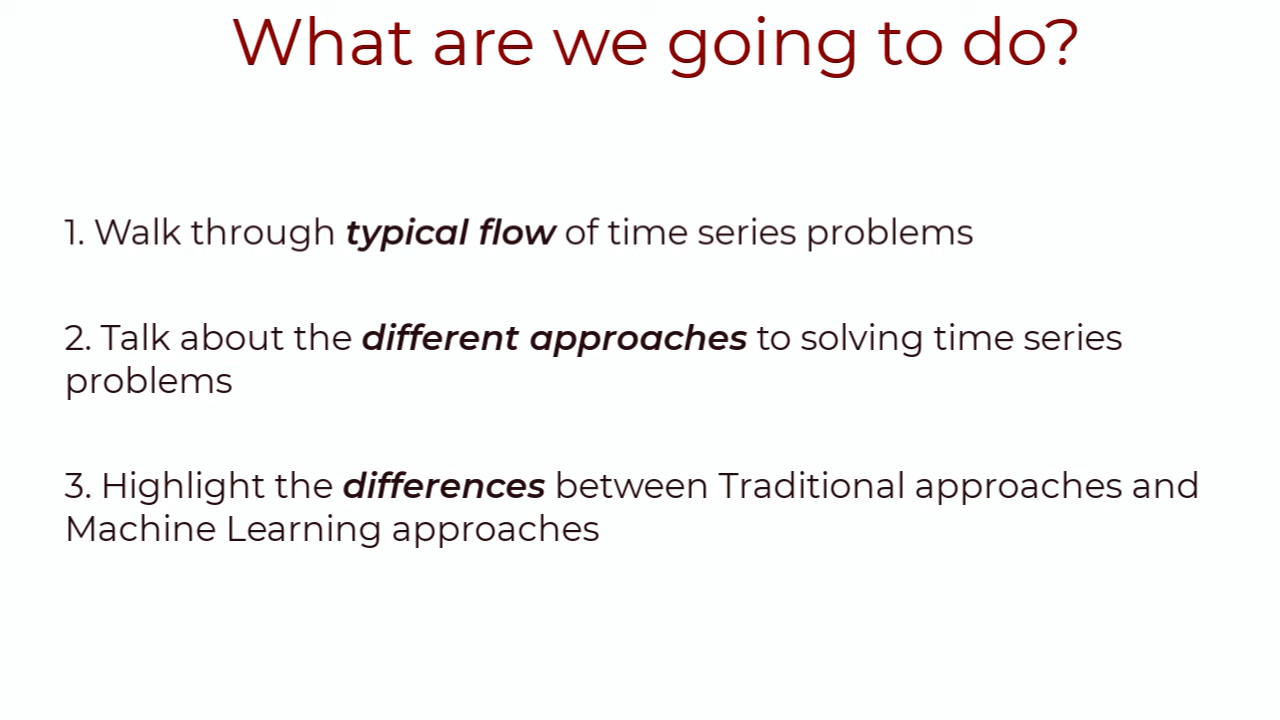 What are we going to do?
1. Walk through typical flow of time series problems
2. Talk about the different approaches to solving time series
problems
3. Highlight the differences between Traditional approaches and
Machine Learning approaches